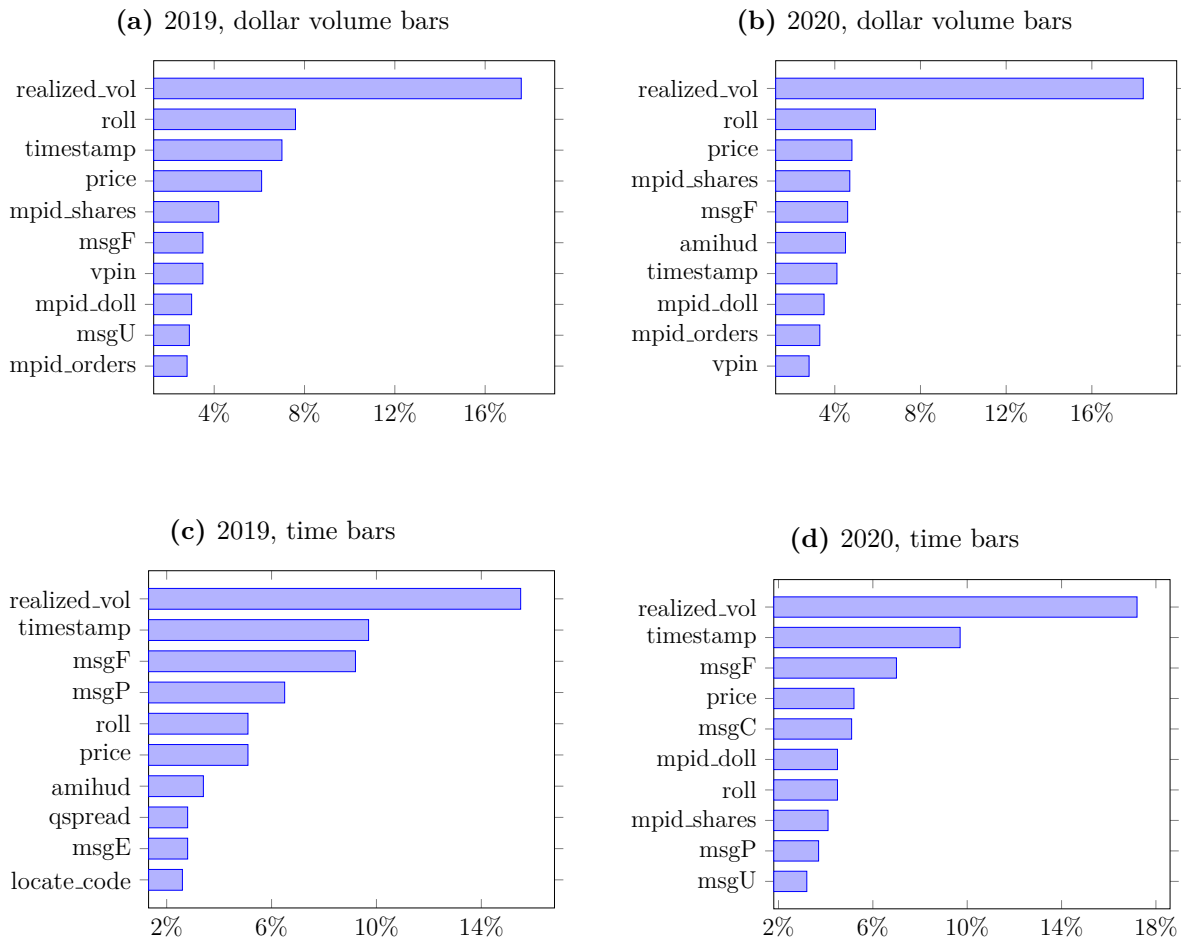 (a) 2019, dollar volume bars
realized_vol
roll
timestamp
price
mpid_shares
msgF
vpin
mpid_doll
msgU
mpid_orders
4% 8% 12% 16%
(b) 2020, dollar volume bars
realized_vol
roll
price
mpid_shares
msgF
amihud
timestamp
mpid_doll
mpid_orders
vpin
4% 8% 12% 16%
(c) 2019, time bars
realized_vol
timestamp
msgF
msgP
roll
price
amihud
qspread
msgE
locate_code
2% 6% 10% 14%
(d) 2020, time bars
realized_vol
timestamp
msgF
price
msgC
mpid_doll
roll
mpid_shares
msgP
msgU
2% 6% 10% 14% 18%